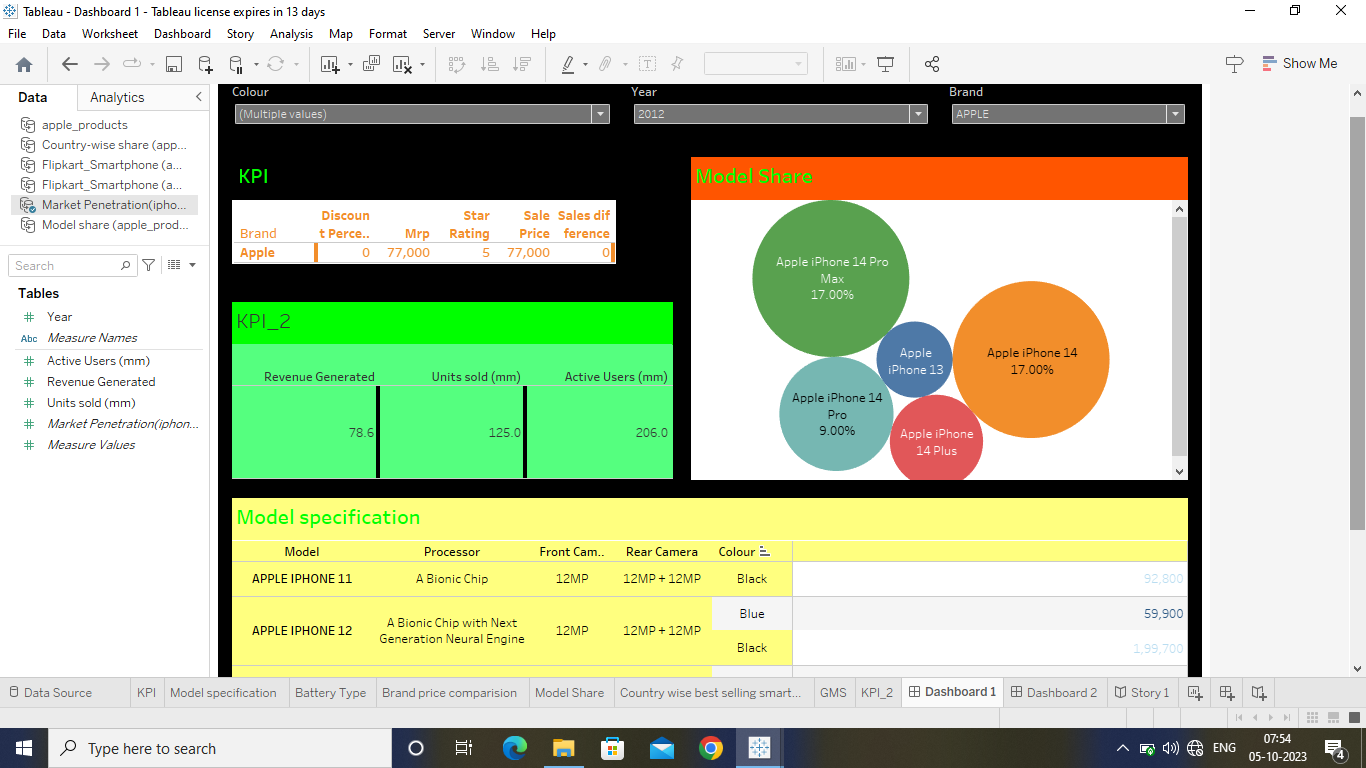 Tableau - Dashboard 1 - Tableau license expires in 13 days
File Data Worksheet Dashboard Story Analysis Map Format Server Window Help
Show Me
Data Analytics
apple_products
Country-wise share (app...
Flipkart_Smartphone (a...
Flipkart_Smartphone (a...
Market Penetration(ipho...
Model share (apple_prod...
Search
Tables
Year
Abc Measure Names
Active Users (mm)
Revenue Generated
Units sold (mm)
Market Penetration(iphon...
Measure Values
Colour Year Brand
(Multiple values) 2012 APPLE
KPI
Discoun Star Sale Sales dif
Brand t Perce.. Mrp Rating Price ference
Apple 0 77,000 5 77,000 0
Model Share
Apple iPhone 14 Pro
Max
17.00%
Apple iPhone 14
17.00%
Apple
iPhone 13
Apple iPhone 14
Pro
9.00%
Apple iPhone
14 Plus
KPI_2
Revenue Generated Units sold (mm) Active Users (mm)
78.6 125.0 206.0
Model specification
Model Processor Front Cam.. Rear Camera Colour
APPLE IPHONE 11 A Bionic Chip 12MP 12MP + 12MP Black 92,800
APPLE IPHONE 12 A Bionic Chip with Next
Generation Neural Engine 12MP 12MP + 12MP Blue 59,900
Black 1,99,700
Data Source KPI Model specification Battery Type Brand price comparision Model Share Country wise best selling smart... GMS KPI_2 Dashboard 1 Dashboard 2 Story 1
Type here to search
ENG
07:54
05-10-2023
4